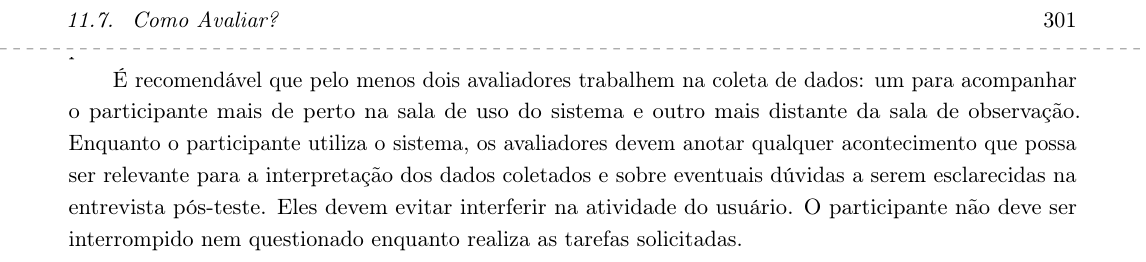 11.7. Como Avaliar? 301
É recomendável que pelo menos dois avaliadores trabalhem na coleta de dados: um para acompanhar
o participante mais de perto na sala de uso do sistema e outro mais distante da sala de observação.
Enquanto o participante utiliza o sistema, os avaliadores devem anotar qualquer acontecimento que possa
ser relevante para a interpretação dos dados coletados e sobre eventuais dúvidas a serem esclarecidas na
entrevista pós-teste. Eles devem evitar interferir na atividade do usuário. O participante não deve ser
interrompido nem questionado enquanto realiza as tarefas solicitadas.